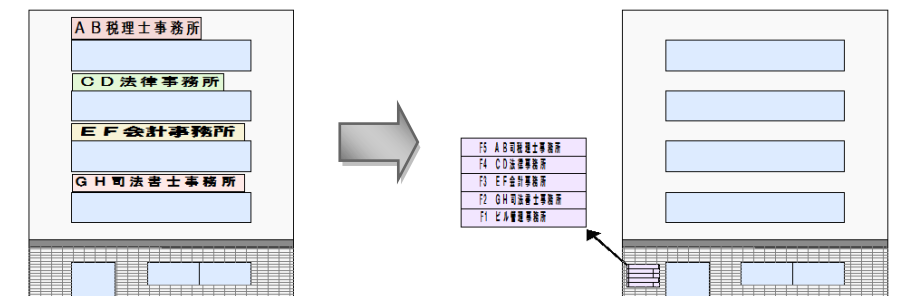 AB税理士事務所
CD法律事務所
EF会計事務所
GH司法書士事務所
F5 AB司税理士事務所
F4 CD法律事務所
F3 EF会計事務所
F2 GH司法書士事務所
F1 ビル管理事務所